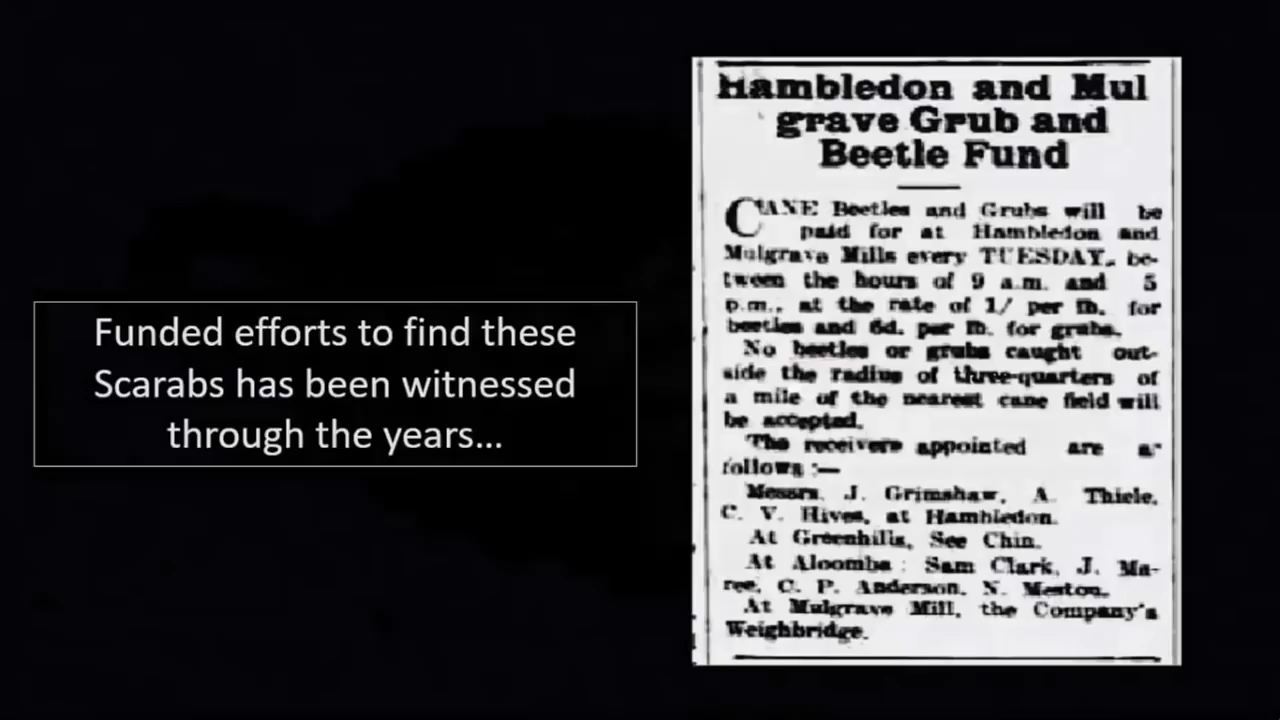 Funded efforts to find these
Scarabs has been witnessed
through the years...
Hambledon and Mul
grave Grub and
Beetle Fund
CANE Beetles and Grubs will be
paid for at Hambledon and
Mulgrave Mills every TUESDAY, be-
tween the hours of 9 a.m. and 5
p.m., at the rate of 1/ per lb. for
beetles and 6d. per lb. for grubs.
No beetles or grubs caught out-
side the radius of three-quarters of
a mile of the nearest cane field will
be accepted.
The receivers appointed are a
follows :—
Messrs. J. Grimshaw, A. Thiele,
C. V. Hives, at Hambledon.
At Greenhills, See Chin.
At Aloomba : Sam Clark, J. Ma-
ree, C. P. Anderson, N. Meston.
At Mulgrave Mill, the Company's
Weighbridge.